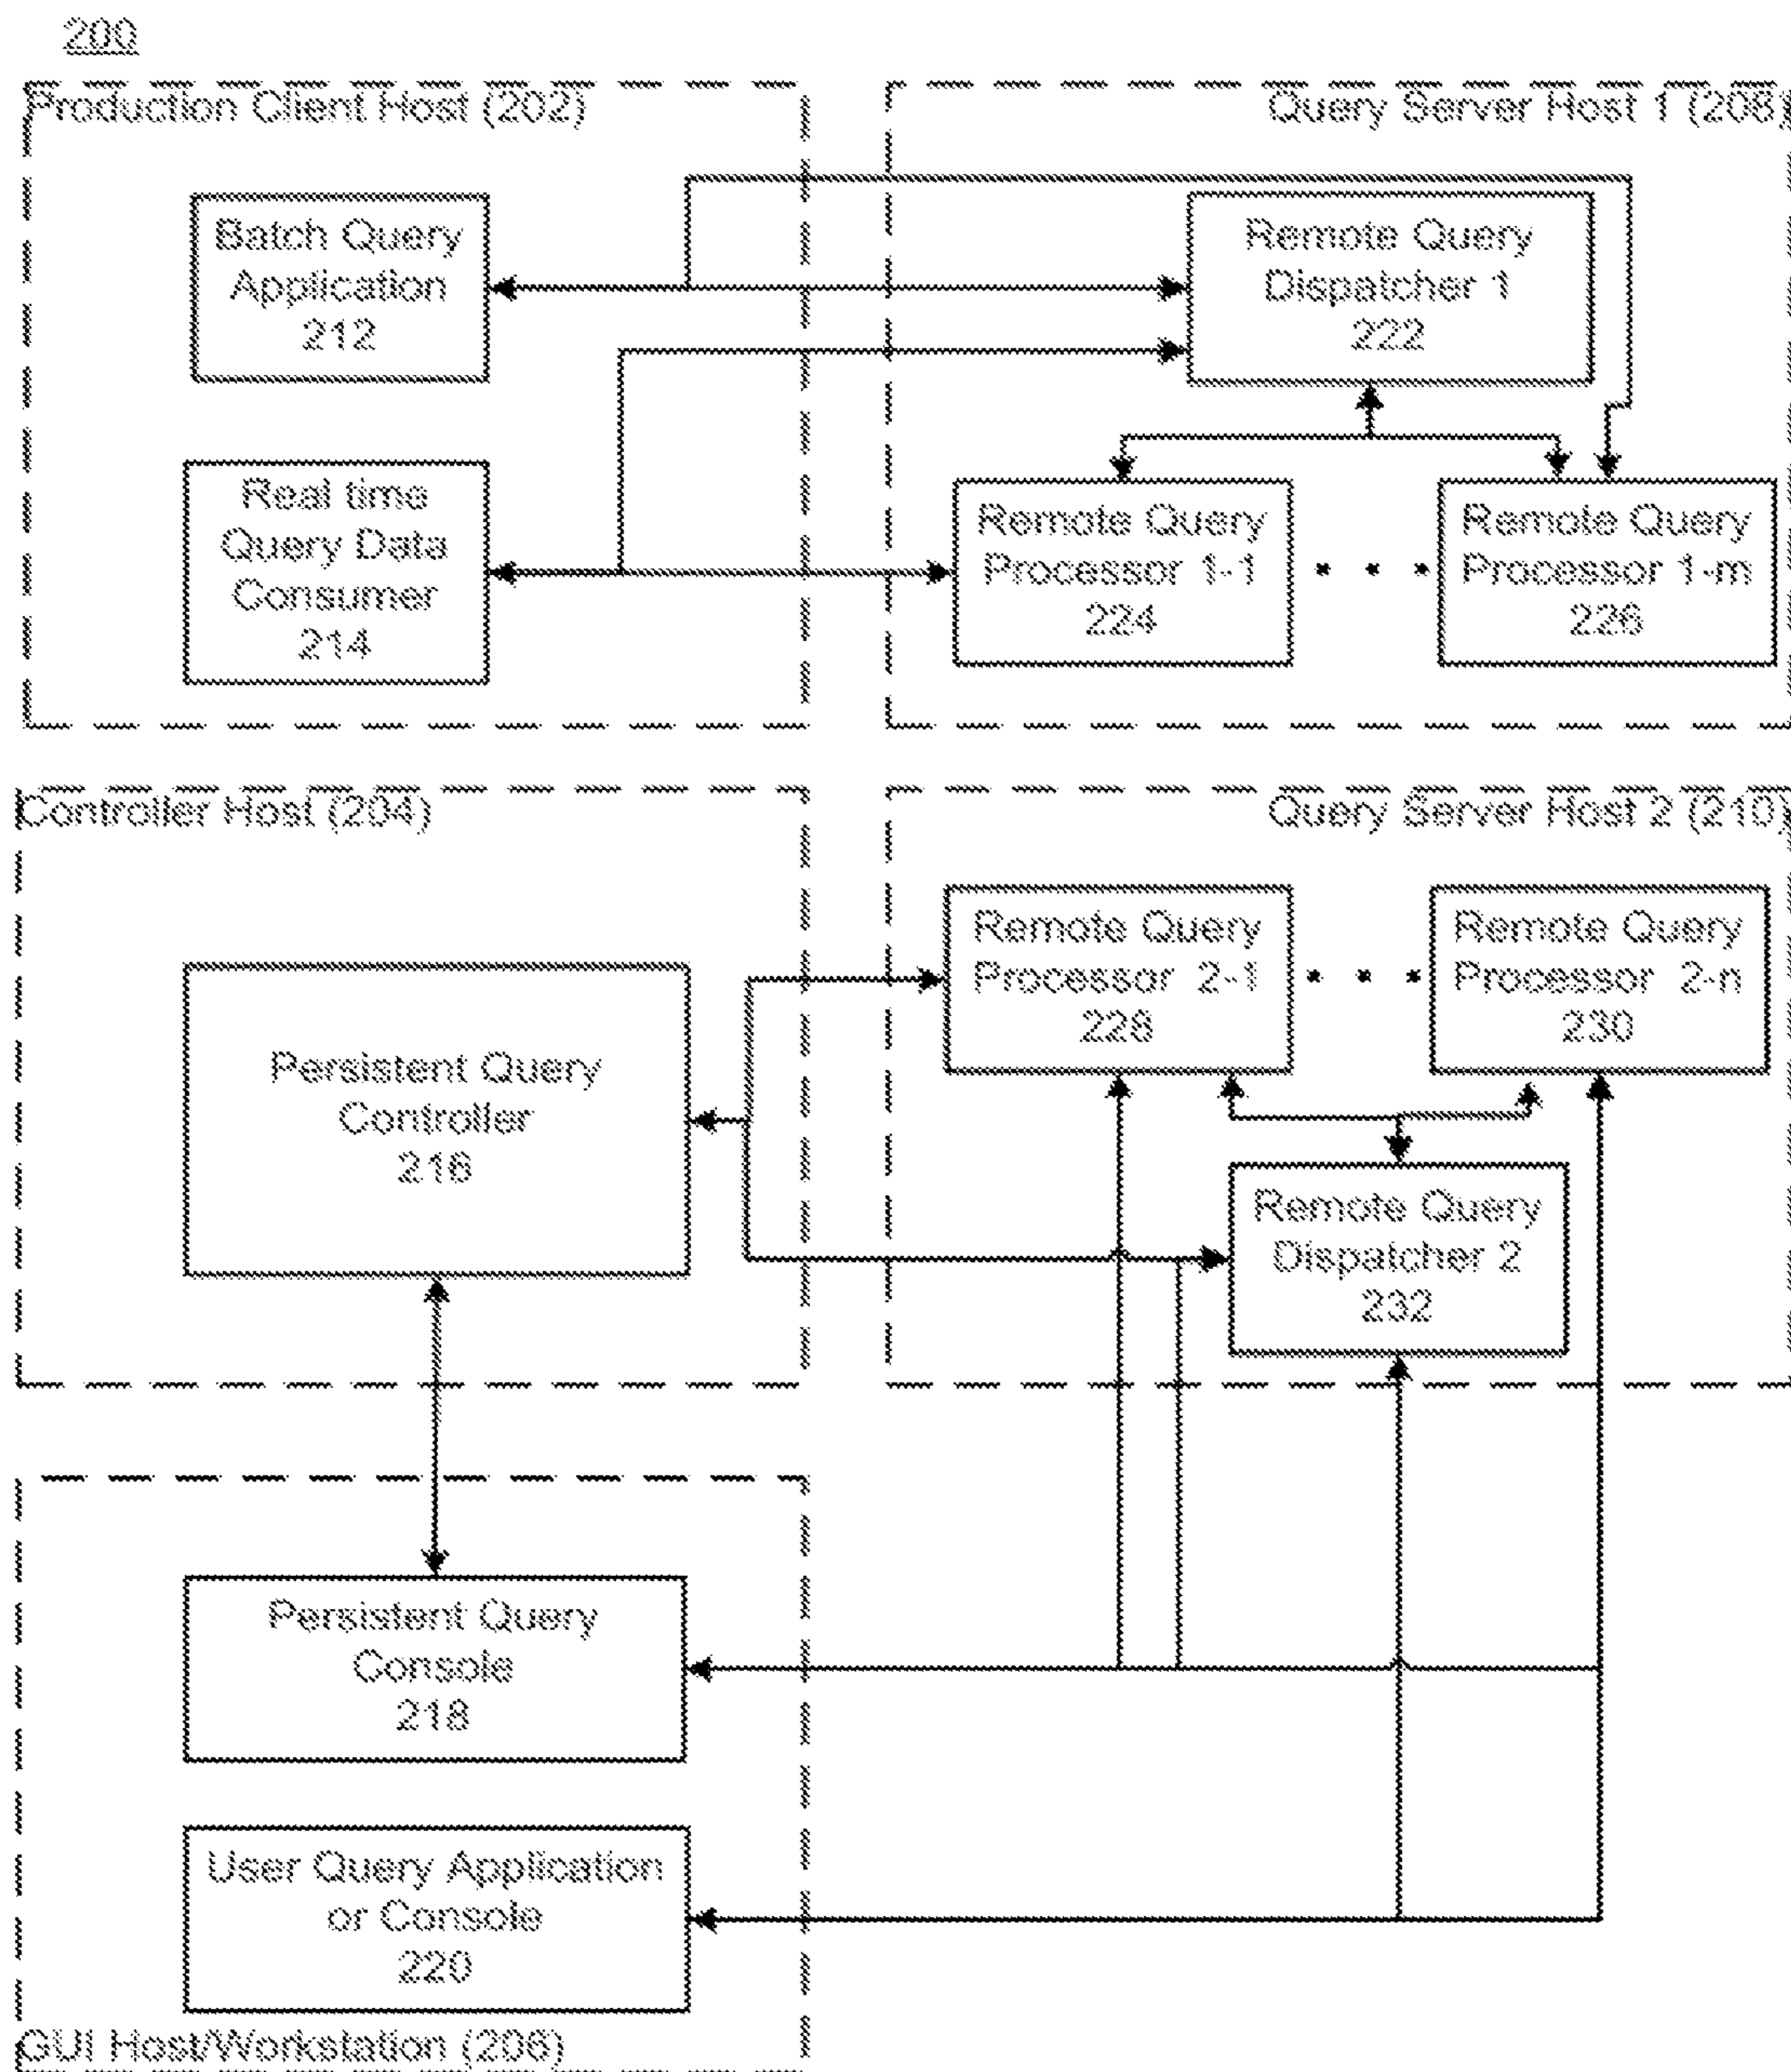 200
Production Client Host (202)
Query Server Host 1 (208)
Batch Query
Application
212
Remote Query
Dispatcher 1
222
Real time
Query Data
Consumer
214
Remote Query
Processor 1-1
224
Remote Query
Processor 1-m
226
Controller Host (204)
Query Server Host 2 (210)
Remote Query
Processor 2-1
228
Remote Query
Processor 2-n
230
Persistent Query
Controller
216
Remote Query
Dispatcher 2
232
Persistent Query
Console
218
User Query Application
or Console
220
GUI Host/Workstation (206)